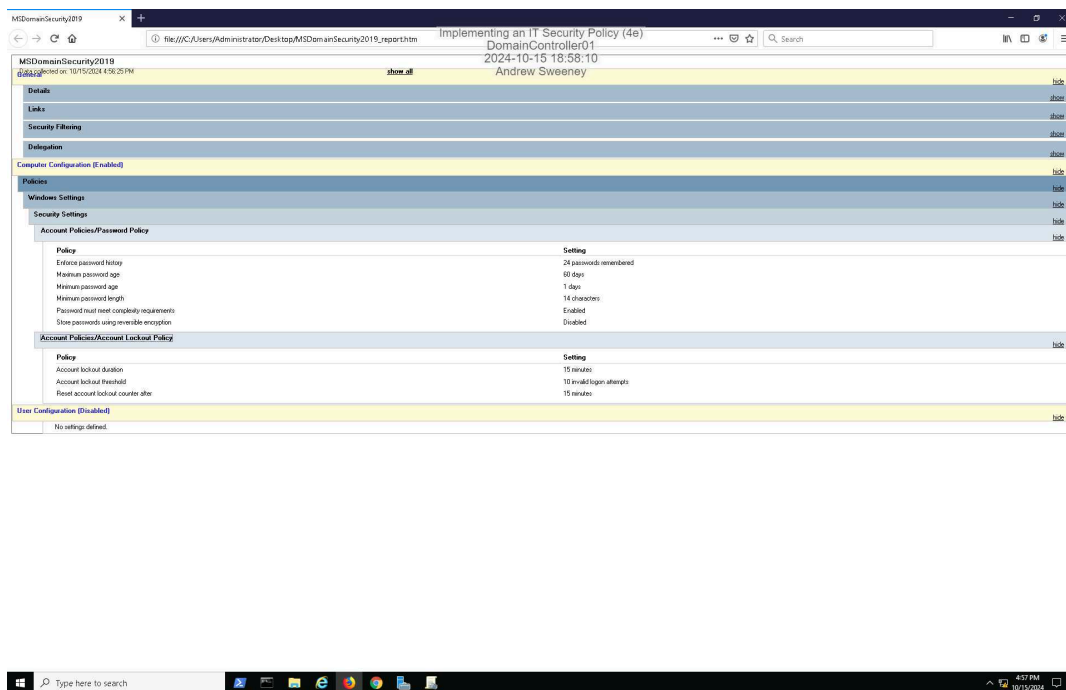 MSDomainSecurity2019
file:///C:/Users/Administrator/Desktop/MSDomainSecurity2019_report.htm
Search
Implementing an IT Security Policy (4e)
DomainController01
2024-10-15 18:58:10
Andrew Sweeney
MSDomainSecurity2019
Data collected on: 10/15/2024 4:56:25 PM show all
General hide
Details show
Links show
Security Filtering show
Delegation show
Computer Configuration (Enabled) hide
Policies hide
Windows Settings hide
Security Settings hide
Account Policies/Password Policy hide
Policy Setting
Enforce password history 24 passwords remembered
Maximum password age 60 days
Minimum password age 1 days
Minimum password length 14 characters
Password must meet complexity requirements Enabled
Store passwords using reversible encryption Disabled
Account Policies/Account Lockout Policy hide
Policy Setting
Account lockout duration 15 minutes
Account lockout threshold 10 invalid logon attempts
Reset account lockout counter after 15 minutes
User Configuration (Disabled) hide
No settings defined.
Type here to search
4:57 PM
10/15/2024